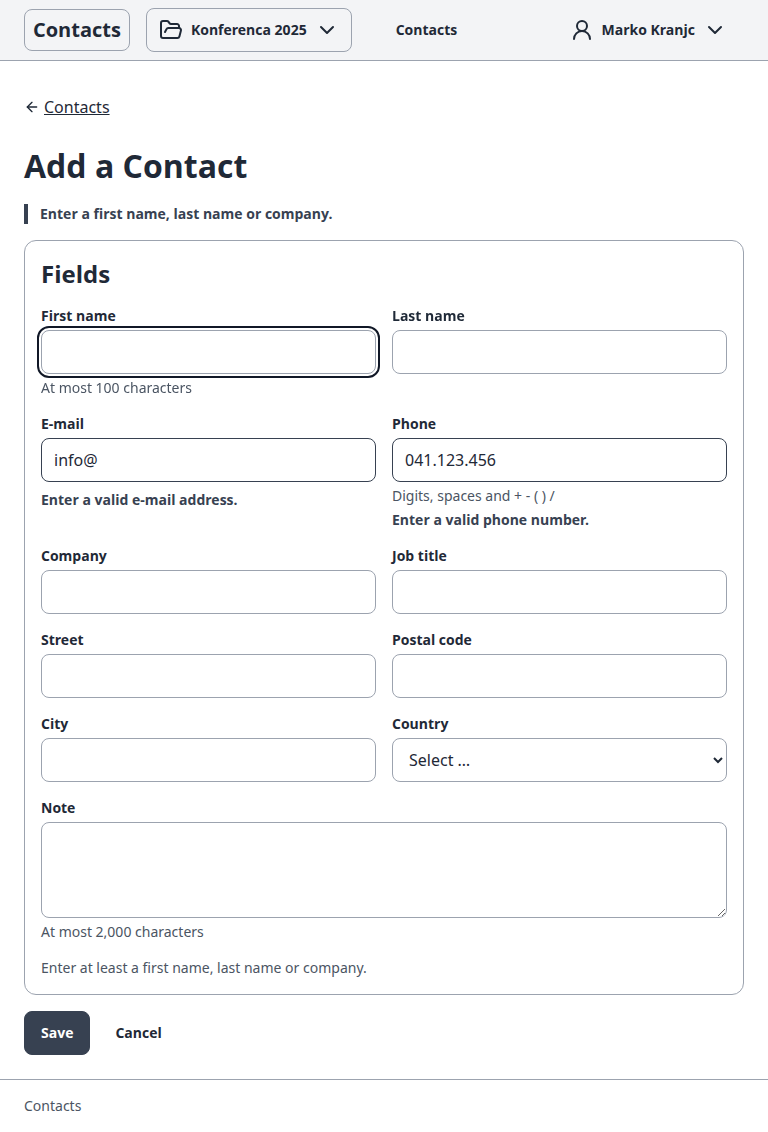 Contacts
Konferenca 2025
Contacts
Marko Kranjc
Contacts
Add a Contact
Enter a first name, last name or company.
Fields
First name
Last name
At most 100 characters
E-mail
Phone
info@
041.123.456
Enter a valid e-mail address.
Digits, spaces and + - ( ) /
Enter a valid phone number.
Company
Job title
Street
Postal code
City
Country
Select ...
Note
At most 2,000 characters
Enter at least a first name, last name or company.
Save
Cancel
Contacts